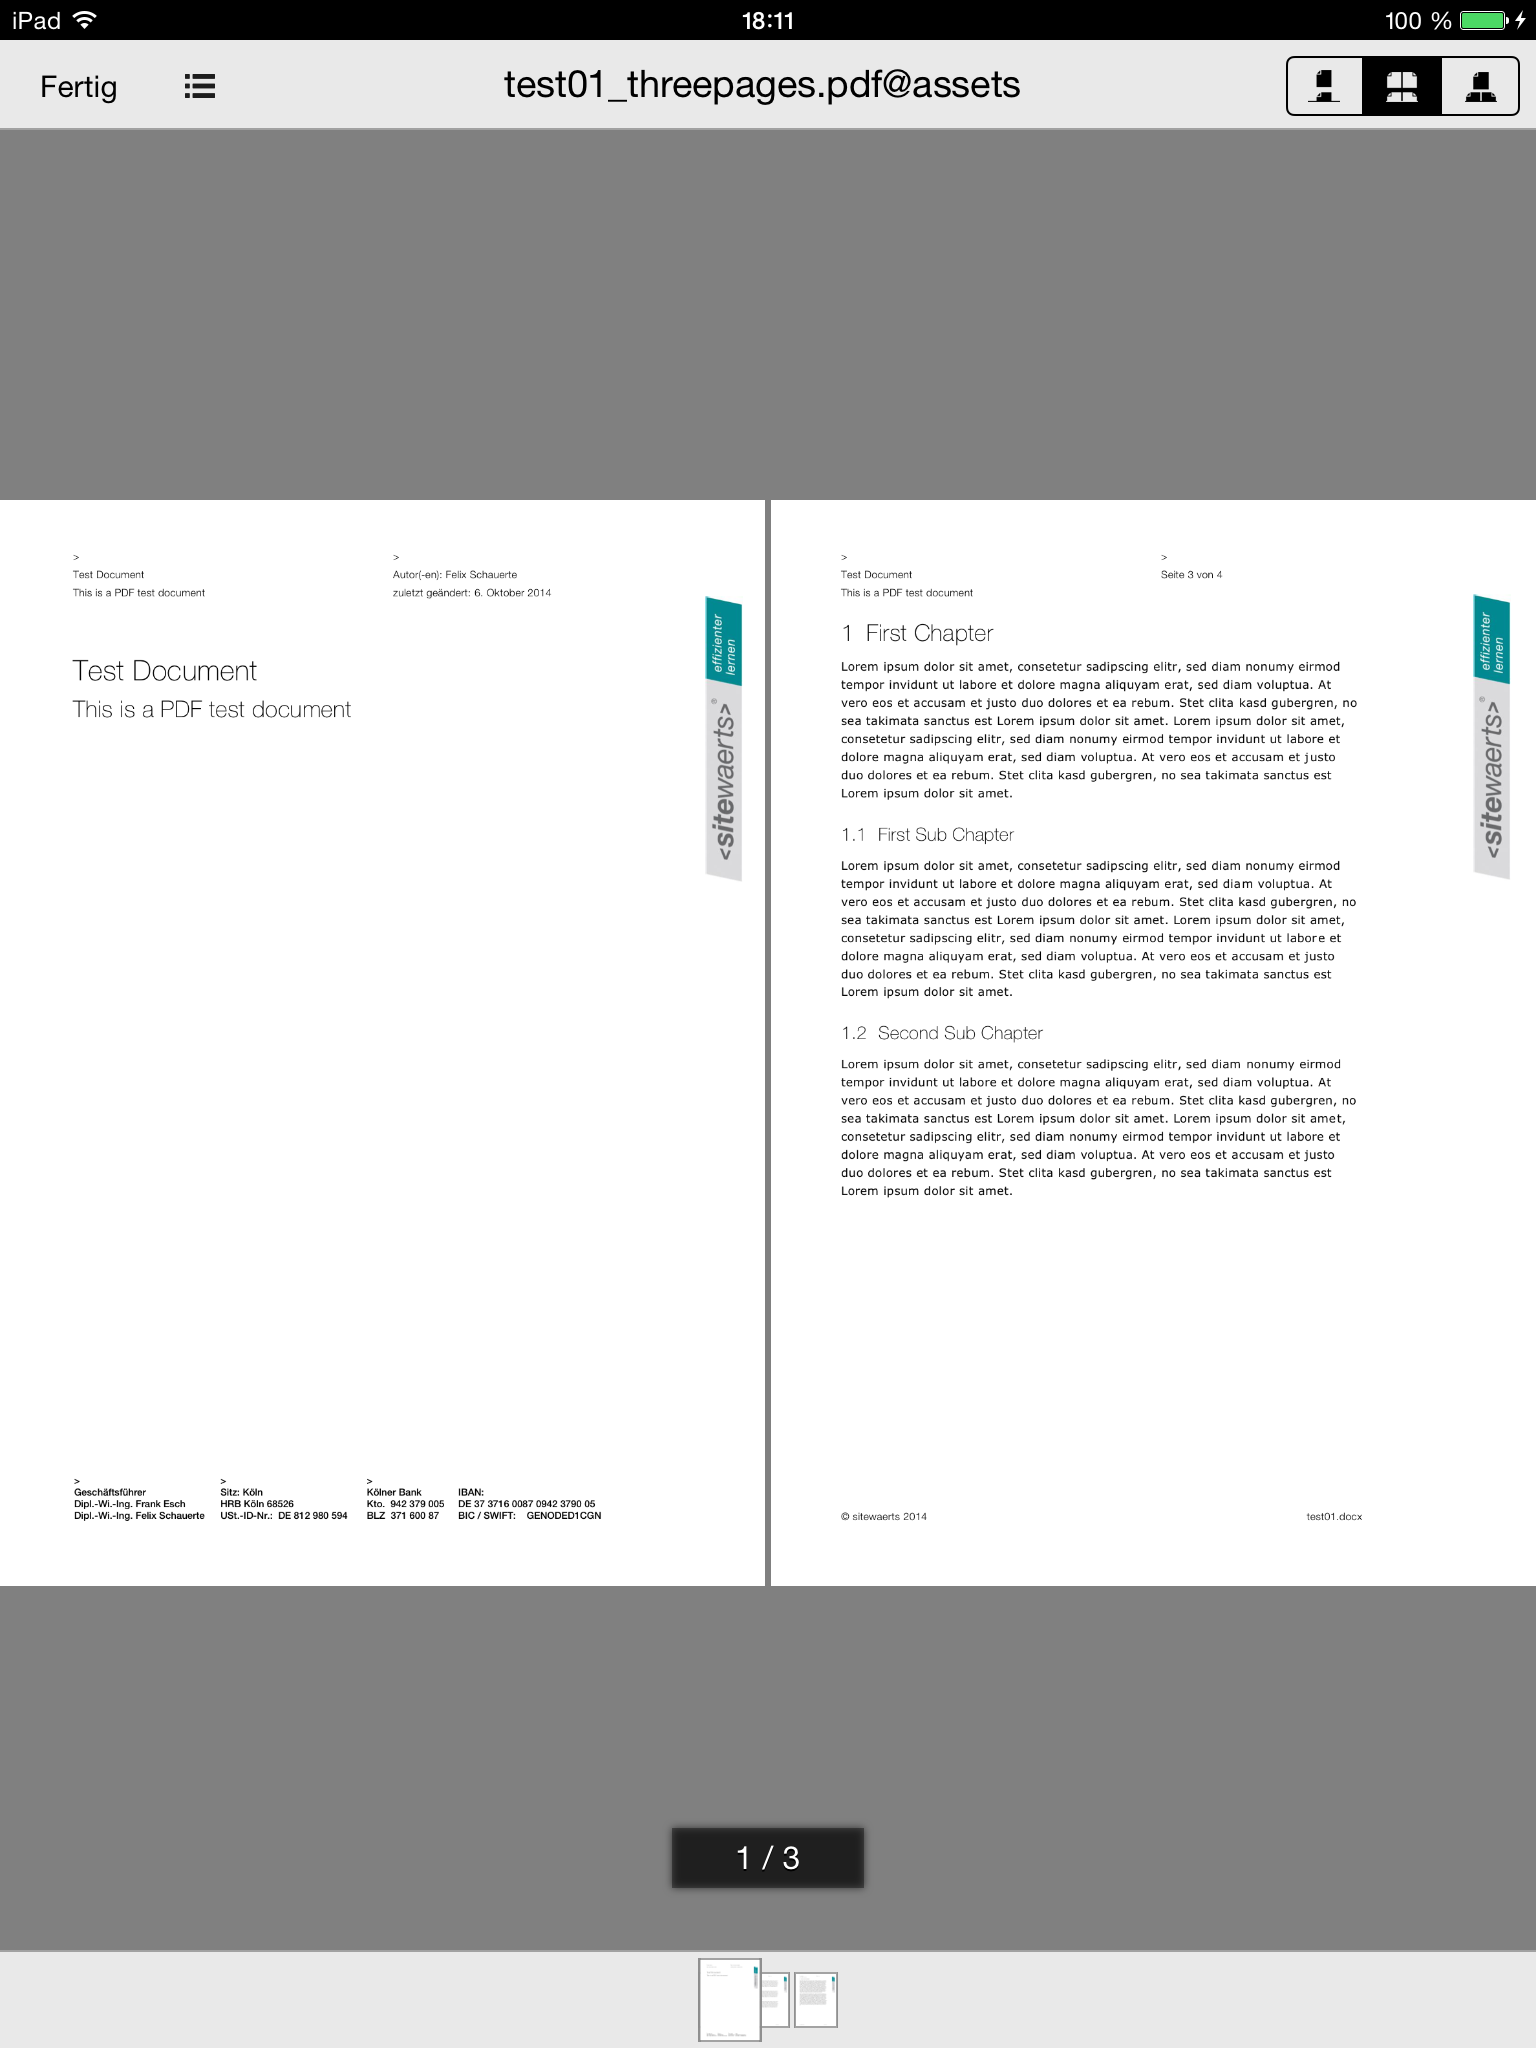 iPad 18:11 100 %
Fertig test01_threepages.pdf@assets
>
Test Document
This is a PDF test document
>
Autor(-en): Felix Schauerte
zuletzt geändert: 6. Oktober 2014
effizienter
lernen
<sitewaerts>®
Test Document
This is a PDF test document
>
Geschäftsführer
Dipl.-Wi.-Ing. Frank Esch
Dipl.-Wi.-Ing. Felix Schauerte
>
Sitz: Köln
HRB Köln 68526
USt.-ID-Nr.: DE 812 980 594
>
Kölner Bank
Kto. 942 379 005
BLZ 371 600 87
IBAN:
DE 37 3716 0087 0942 3790 05
BIC / SWIFT: GENODED1CGN
>
Test Document
This is a PDF test document
>
Seite 3 von 4
effizienter
lernen
<sitewaerts>®
1 First Chapter
Lorem ipsum dolor sit amet, consetetur sadipscing elitr, sed diam nonumy eirmod
tempor invidunt ut labore et dolore magna aliquyam erat, sed diam voluptua. At
vero eos et accusam et justo duo dolores et ea rebum. Stet clita kasd gubergren, no
sea takimata sanctus est Lorem ipsum dolor sit amet. Lorem ipsum dolor sit amet,
consetetur sadipscing elitr, sed diam nonumy eirmod tempor invidunt ut labore et
dolore magna aliquyam erat, sed diam voluptua. At vero eos et accusam et justo
duo dolores et ea rebum. Stet clita kasd gubergren, no sea takimata sanctus est
Lorem ipsum dolor sit amet.
1.1 First Sub Chapter
Lorem ipsum dolor sit amet, consetetur sadipscing elitr, sed diam nonumy eirmod
tempor invidunt ut labore et dolore magna aliquyam erat, sed diam voluptua. At
vero eos et accusam et justo duo dolores et ea rebum. Stet clita kasd gubergren, no
sea takimata sanctus est Lorem ipsum dolor sit amet. Lorem ipsum dolor sit amet,
consetetur sadipscing elitr, sed diam nonumy eirmod tempor invidunt ut labore et
dolore magna aliquyam erat, sed diam voluptua. At vero eos et accusam et justo
duo dolores et ea rebum. Stet clita kasd gubergren, no sea takimata sanctus est
Lorem ipsum dolor sit amet.
1.2 Second Sub Chapter
Lorem ipsum dolor sit amet, consetetur sadipscing elitr, sed diam nonumy eirmod
tempor invidunt ut labore et dolore magna aliquyam erat, sed diam voluptua. At
vero eos et accusam et justo duo dolores et ea rebum. Stet clita kasd gubergren, no
sea takimata sanctus est Lorem ipsum dolor sit amet. Lorem ipsum dolor sit amet,
consetetur sadipscing elitr, sed diam nonumy eirmod tempor invidunt ut labore et
dolore magna aliquyam erat, sed diam voluptua. At vero eos et accusam et justo
duo dolores et ea rebum. Stet clita kasd gubergren, no sea takimata sanctus est
Lorem ipsum dolor sit amet.
© sitewaerts 2014 test01.docx
1 / 3